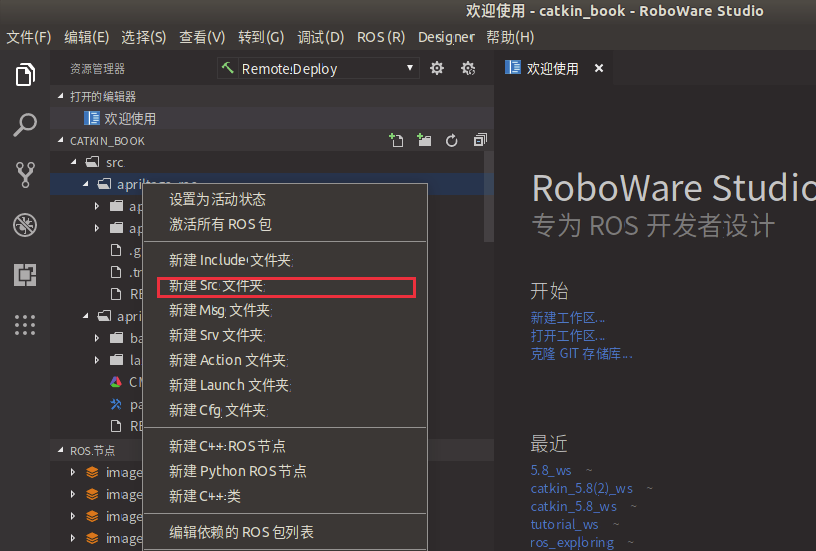 欢迎使用 - catkin_book - RoboWare Studio
文件(F) 编辑(E) 选择(S) 查看(V) 转到(G) 调试(D) ROS (R) Designer 帮助(H)
资源管理器
Remote:Deploy
欢迎使用
打开的编辑器
欢迎使用
CATKIN_BOOK
src
设置为活动状态
激活所有 ROS 包
新建 Include 文件夹
新建 Src 文件夹
新建 Msg 文件夹
新建 Srv 文件夹
新建 Action 文件夹
新建 Launch 文件夹
新建 Cfg 文件夹
新建 C++ ROS 节点
新建 Python ROS 节点
新建 C++ 类
编辑依赖的 ROS 包列表
ap
ap
.g
.tr
RE
apri
ba
la
CM
pa
RE
ROS 节点
image
image
image
image
RoboWare Studio
专为 ROS 开发者设计
开始
新建工作区...
打开工作区...
克隆 GIT 存储库...
最近
5.8_ws ~
catkin_5.8(2)_ws ~
catkin_5.8_ws ~
tutorial_ws ~
ros_exploring ~